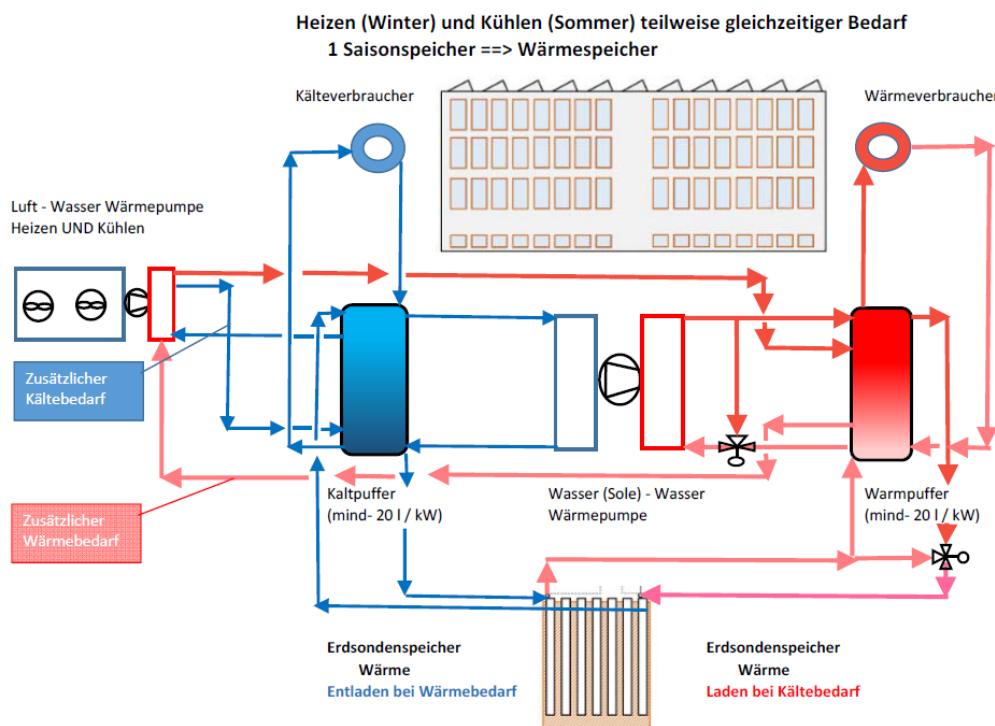 Heizen (Winter) und Kühlen (Sommer) teilweise gleichzeitiger Bedarf
1 Saisonspeicher ==> Wärmespeicher
Kälteverbraucher
Wärmeverbraucher
Luft - Wasser Wärmepumpe
Heizen UND Kühlen
Zusätzlicher
Kältebedarf
Zusätzlicher
Wärmebedarf
Kaltpuffer
(mind- 20 l / kW)
Wasser (Sole) - Wasser
Wärmepumpe
Warmpuffer
(mind- 20 l / kW)
Erdsondenspeicher
Wärme
Entladen bei Wärmebedarf
Erdsondenspeicher
Wärme
Laden bei Kältebedarf